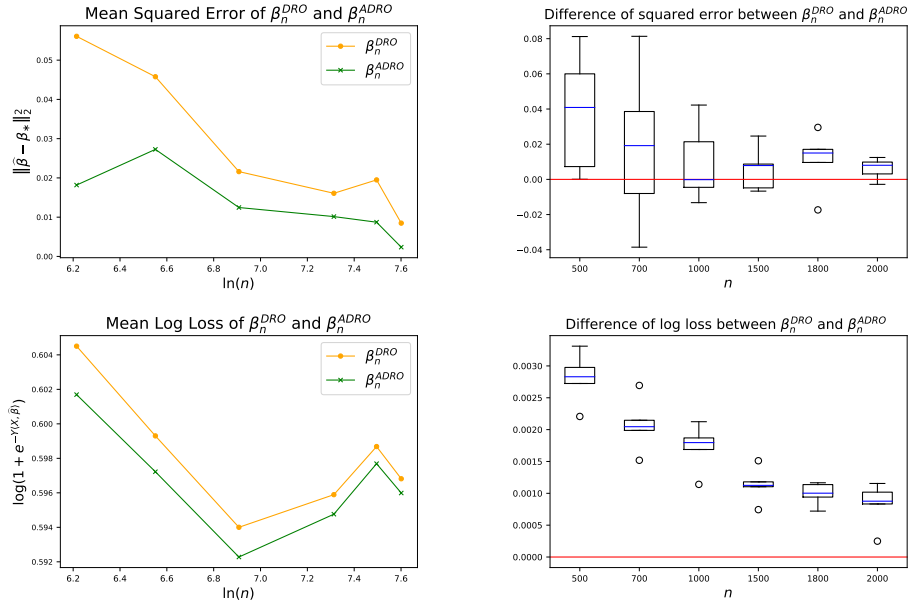 Mean Squared Error of β_n^{DRO} and β_n^{ADRO}
‖β̂ − β_*‖_2^2
0.05
0.04
0.03
0.02
0.01
0.00
β_n^{DRO}
β_n^{ADRO}
6.2 6.4 6.6 6.8 7.0 7.2 7.4 7.6
ln(n)
Difference of squared error between β_n^{DRO} and β_n^{ADRO}
0.08
0.06
0.04
0.02
0.00
−0.02
−0.04
500 700 1000 1500 1800 2000
n
Mean Log Loss of β_n^{DRO} and β_n^{ADRO}
log(1 + e^{−Y⟨X, β̂⟩})
0.604
0.602
0.600
0.598
0.596
0.594
0.592
β_n^{DRO}
β_n^{ADRO}
6.2 6.4 6.6 6.8 7.0 7.2 7.4 7.6
ln(n)
Difference of log loss between β_n^{DRO} and β_n^{ADRO}
0.0030
0.0025
0.0020
0.0015
0.0010
0.0005
0.0000
500 700 1000 1500 1800 2000
n